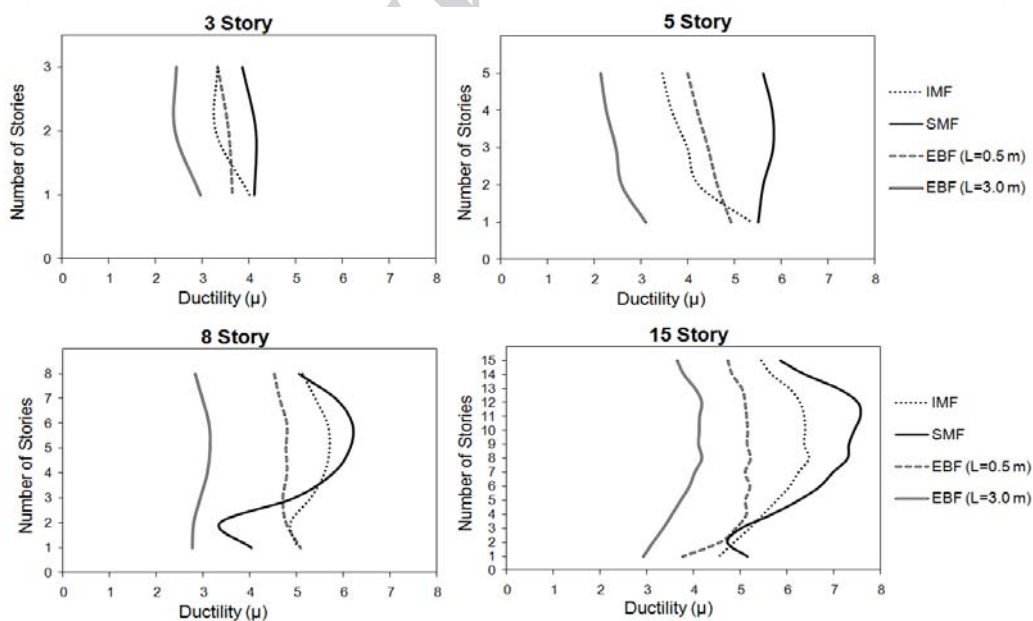 3 Story
Number of Stories
3
2
1
0
0 1 2 3 4 5 6 7 8
Ductility (μ)
5 Story
Number of Stories
5
4
3
2
1
0
0 1 2 3 4 5 6 7 8
Ductility (μ)
IMF
SMF
EBF (L=0.5 m)
EBF (L=3.0 m)
8 Story
Number of Stories
8
7
6
5
4
3
2
1
0
0 1 2 3 4 5 6 7 8
Ductility (μ)
15 Story
Number of Stories
15
14
13
12
11
10
9
8
7
6
5
4
3
2
1
0
0 1 2 3 4 5 6 7 8
Ductility (μ)
IMF
SMF
EBF (L=0.5 m)
EBF (L=3.0 m)